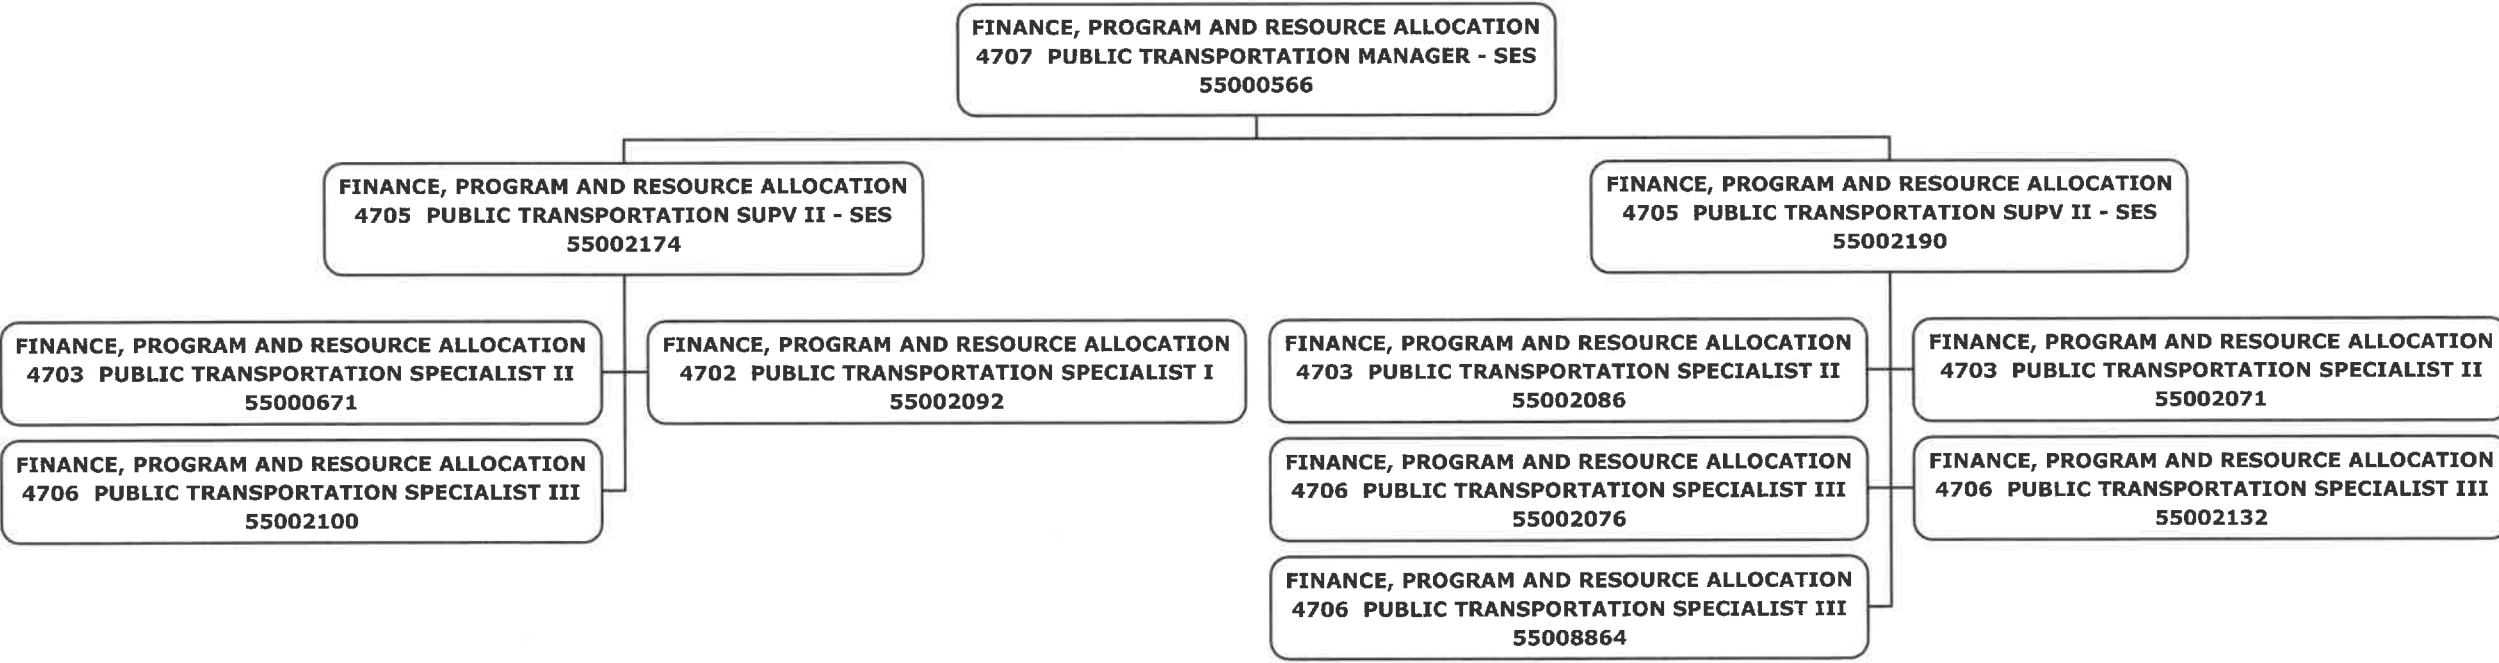 FINANCE, PROGRAM AND RESOURCE ALLOCATION
4707 PUBLIC TRANSPORTATION MANAGER - SES
55000566
FINANCE, PROGRAM AND RESOURCE ALLOCATION
4705 PUBLIC TRANSPORTATION SUPV II - SES
55002174
FINANCE, PROGRAM AND RESOURCE ALLOCATION
4705 PUBLIC TRANSPORTATION SUPV II - SES
55002190
FINANCE, PROGRAM AND RESOURCE ALLOCATION
4703 PUBLIC TRANSPORTATION SPECIALIST II
55000671
FINANCE, PROGRAM AND RESOURCE ALLOCATION
4702 PUBLIC TRANSPORTATION SPECIALIST I
55002092
FINANCE, PROGRAM AND RESOURCE ALLOCATION
4703 PUBLIC TRANSPORTATION SPECIALIST II
55002086
FINANCE, PROGRAM AND RESOURCE ALLOCATION
4703 PUBLIC TRANSPORTATION SPECIALIST II
55002071
FINANCE, PROGRAM AND RESOURCE ALLOCATION
4706 PUBLIC TRANSPORTATION SPECIALIST III
55002100
FINANCE, PROGRAM AND RESOURCE ALLOCATION
4706 PUBLIC TRANSPORTATION SPECIALIST III
55002076
FINANCE, PROGRAM AND RESOURCE ALLOCATION
4706 PUBLIC TRANSPORTATION SPECIALIST III
55002132
FINANCE, PROGRAM AND RESOURCE ALLOCATION
4706 PUBLIC TRANSPORTATION SPECIALIST III
55008864